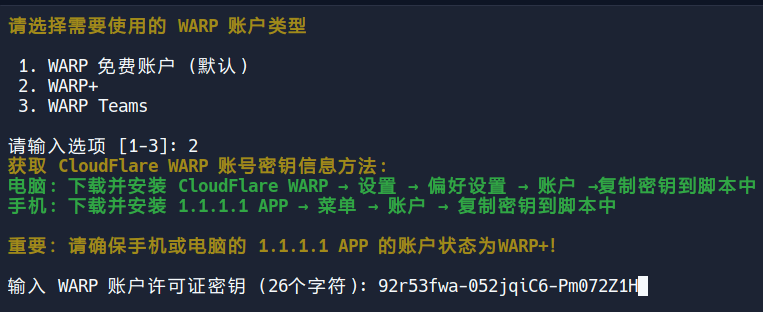 请选择需要使用的 WARP 账户类型
1. WARP 免费账户 (默认)
2. WARP+
3. WARP Teams
请输入选项 [1-3]: 2
获取 CloudFlare WARP 账号密钥信息方法:
电脑: 下载并安装 CloudFlare WARP → 设置 → 偏好设置 → 账户 →复制密钥到脚本中
手机: 下载并安装 1.1.1.1 APP → 菜单 → 账户 → 复制密钥到脚本中
重要: 请确保手机或电脑的 1.1.1.1 APP 的账户状态为WARP+!
输入 WARP 账户许可证密钥 (26个字符): 92r53fwa-052jqiC6-Pm072Z1H